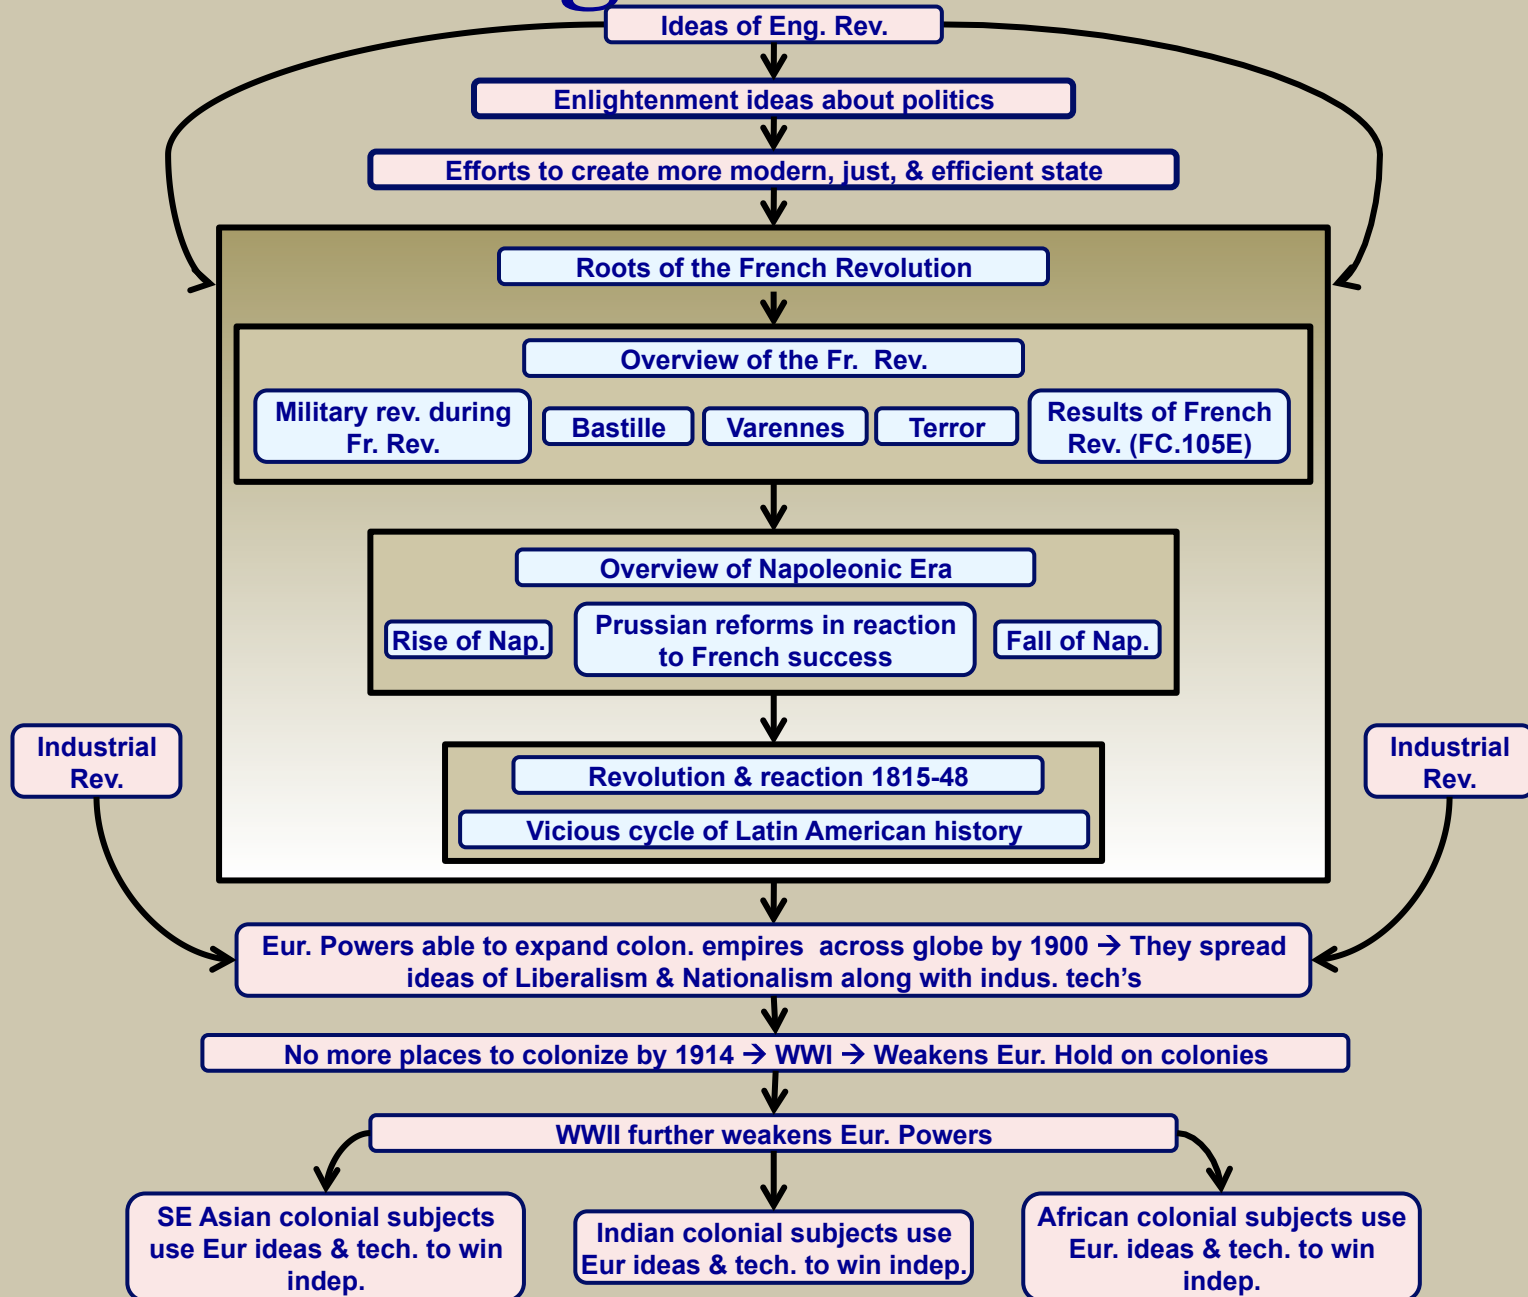 Ideas of Eng. Rev.
Enlightenment ideas about politics
Efforts to create more modern, just, & efficient state
Roots of the French Revolution
Overview of the Fr.  Rev.
Military rev. during
Fr. Rev.
Bastille
Varennes
Terror
Results of French
Rev. (FC.105E)
Overview of Napoleonic Era
Rise of Nap.
Prussian reforms in reaction
to French success
Fall of Nap.
Industrial
Rev.
Industrial
Rev.
Revolution & reaction 1815-48
Vicious cycle of Latin American history
Eur. Powers able to expand colon. empires  across globe by 1900 → They spread
ideas of Liberalism & Nationalism along with indus. tech’s
No more places to colonize by 1914 → WWI → Weakens Eur. Hold on colonies
WWII further weakens Eur. Powers
SE Asian colonial subjects
use Eur ideas & tech. to win
indep.
Indian colonial subjects use
Eur ideas & tech. to win indep.
African colonial subjects use
Eur. ideas & tech. to win
indep.